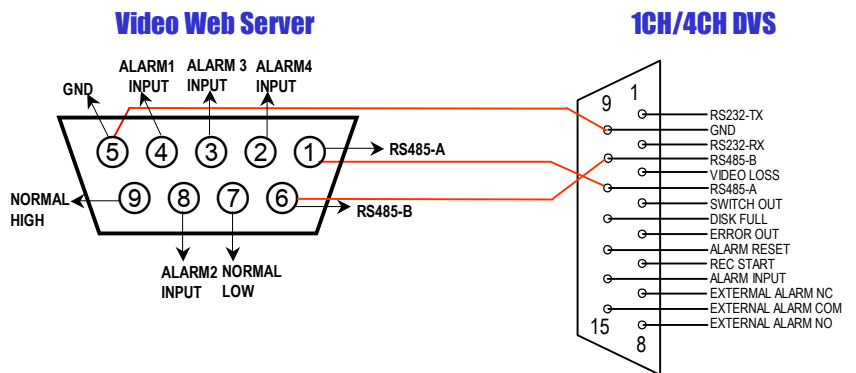 Video Web Server
1CH/4CH DVS
GND
ALARM1
INPUT
ALARM 3
INPUT
ALARM4
INPUT
5
4
3
2
1
RS485-A
9
8
7
6
RS485-B
NORMAL
HIGH
ALARM2
INPUT
NORMAL
LOW
9
1
RS232-TX
GND
RS232-RX
RS485-B
VIDEO LOSS
RS485-A
SWITCH OUT
DISK FULL
ERROR OUT
ALARM RESET
REC START
ALARM INPUT
EXTERMAL ALARM NC
EXTERNAL ALARM COM
EXTERNAL ALARM NO
15
8